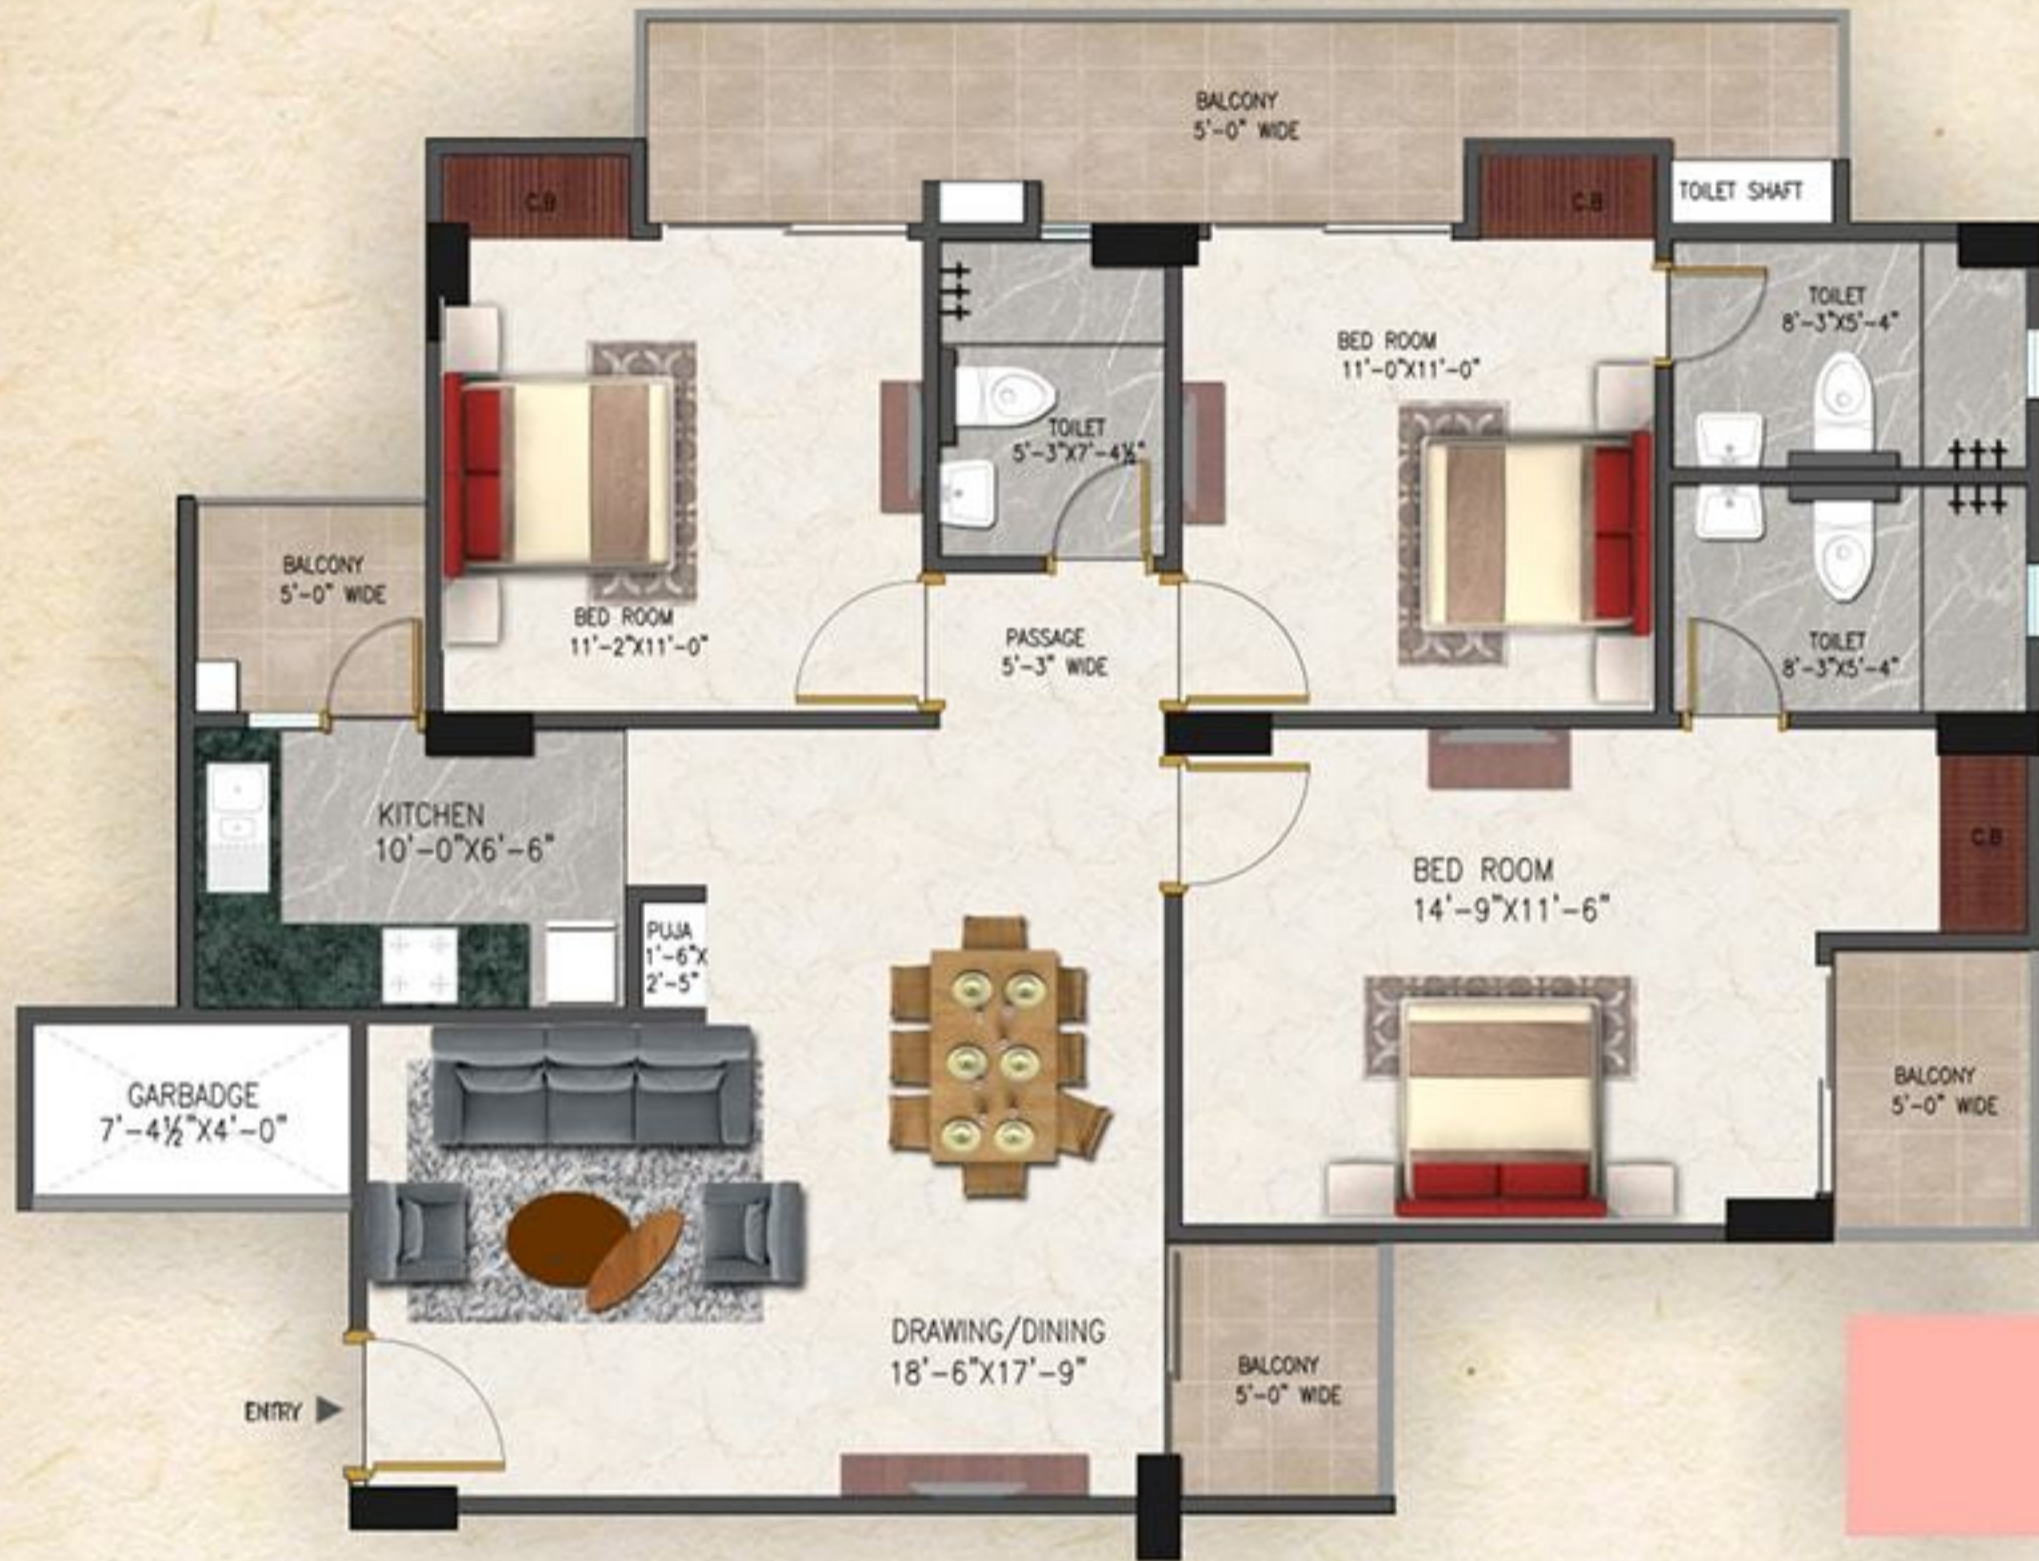 BALCONY
5'-0" WIDE
C.B
C.B
TOILET SHAFT
TOILET
8'-3"X5'-4"
BED ROOM
11'-0"X11'-0"
TOILET
5'-3"X7'-4½"
BALCONY
5'-0" WIDE
BED ROOM
11'-2"X11'-0"
PASSAGE
5'-3" WIDE
TOILET
8'-3"X5'-4"
KITCHEN
10'-0"X6'-6"
C.B
BED ROOM
14'-9"X11'-6"
PUJA
1'-6"X
2'-5"
GARBADGE
7'-4½"X4'-0"
BALCONY
5'-0" WIDE
DRAWING/DINING
18'-6"X17'-9"
BALCONY
5'-0" WIDE
ENTRY